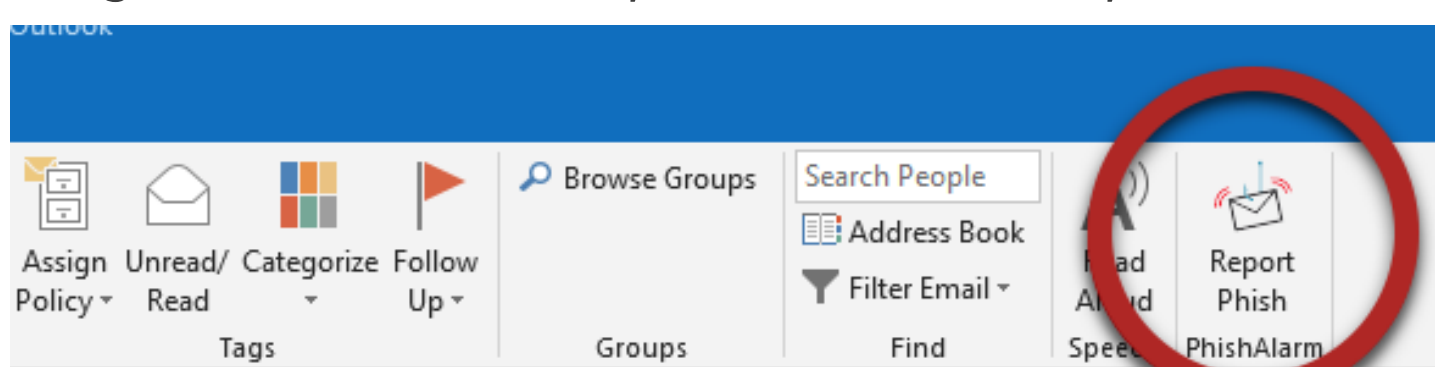 Outlook
Browse Groups
Search People
Address Book
Filter Email
Assign Policy
Unread/ Read
Categorize
Follow Up
Report Phish
Tags
Groups
Find
PhishAlarm